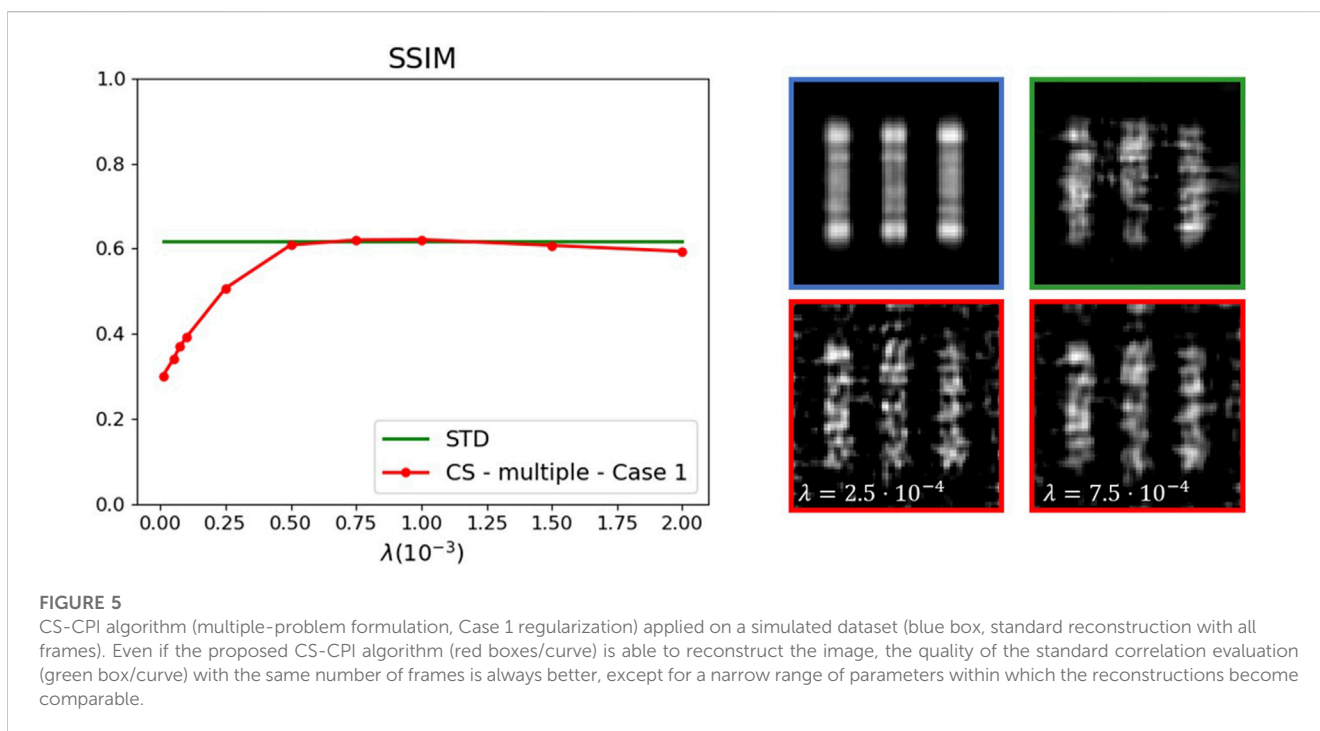 SSIM
1.0
0.8
0.6
0.4
0.2
0.0
0.00 0.25 0.50 0.75 1.00 1.25 1.50 1.75 2.00
λ(10⁻³)
STD
CS - multiple - Case 1
λ = 2.5 · 10⁻⁴
λ = 7.5 · 10⁻⁴
FIGURE 5
CS-CPI algorithm (multiple-problem formulation, Case 1 regularization) applied on a simulated dataset (blue box, standard reconstruction with all
frames). Even if the proposed CS-CPI algorithm (red boxes/curve) is able to reconstruct the image, the quality of the standard correlation evaluation
(green box/curve) with the same number of frames is always better, except for a narrow range of parameters within which the reconstructions become
comparable.